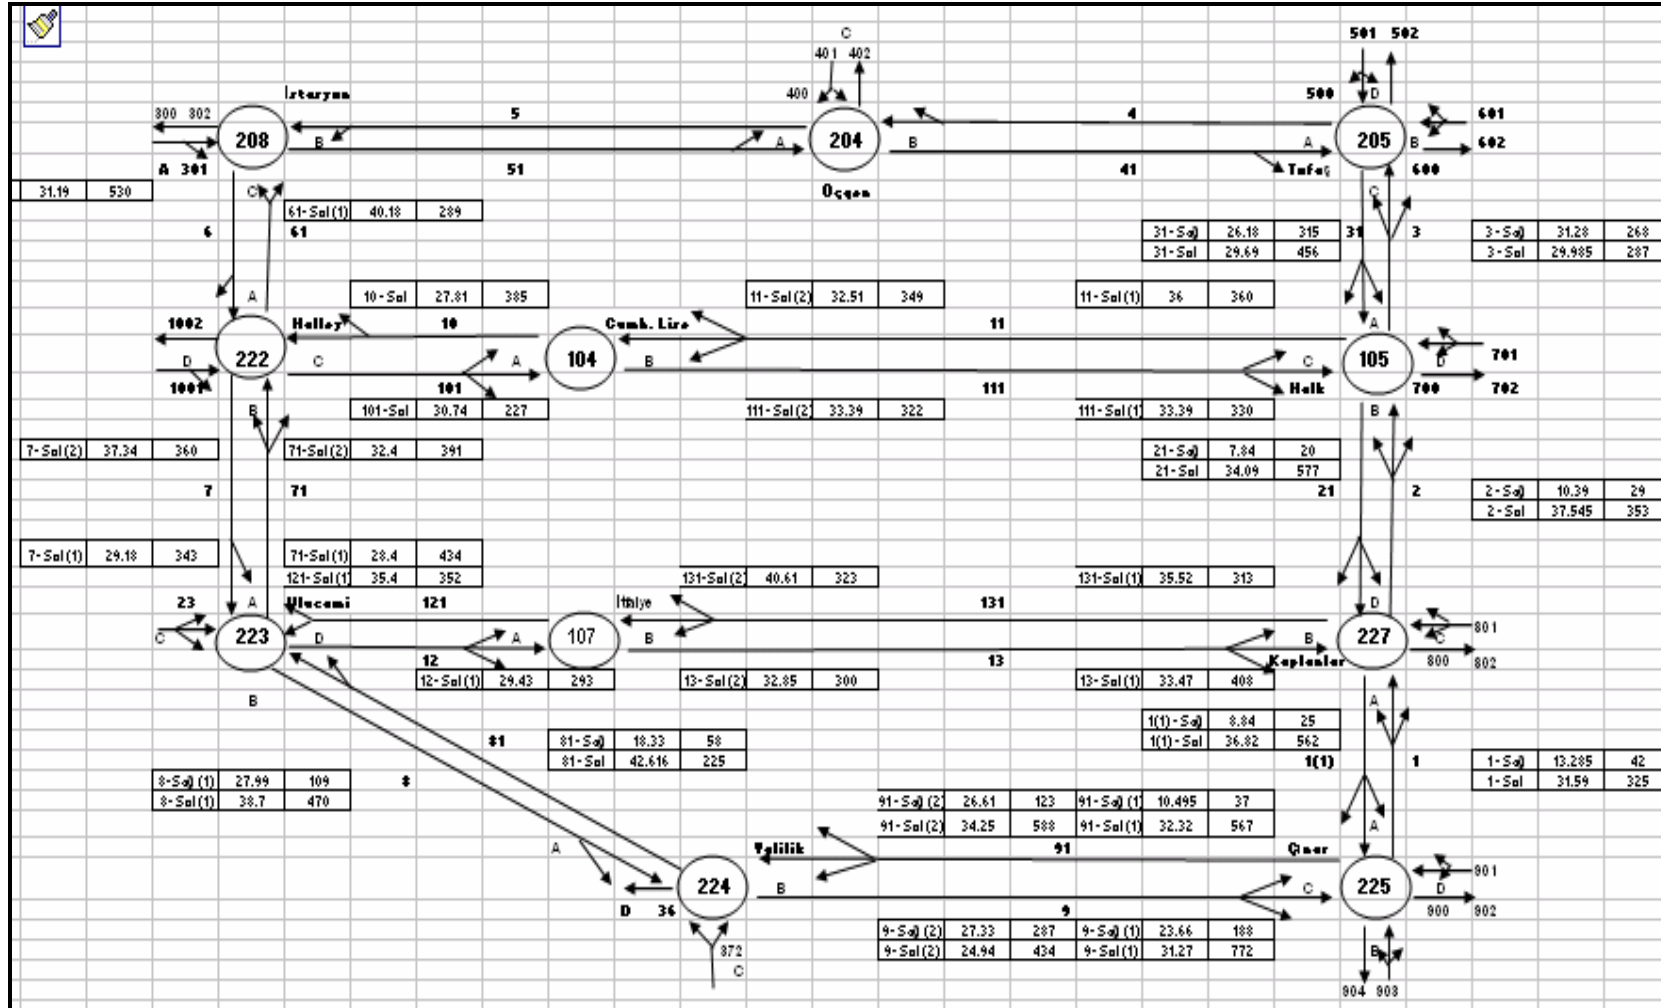 C
501 502
401 402
İstasyon
400
500
D
800 802
5
4
601
208
B
A
204
B
A
205
B
602
A 301
51
41
Tofaş
600
Üçgen
31.19 530
C
C
61-Sol(1) 40.18 289
6
61
31-Sağ 26.18 315
31
3
3-Sağ 31.28 268
31-Sol 29.69 456
3-Sol 29.985 287
A
10-Sol 27.81 385
11-Sol(2) 32.51 349
11-Sol(1) 36 360
1002
Halley
10
Cumh. Lise
11
A
222
D
C
A
104
B
C
105
D
701
1001
101
111
Halk
700
702
B
101-Sol 30.74 227
111-Sol(2) 33.39 322
111-Sol(1) 33.39 330
B
7-Sol(2) 37.34 360
71-Sol(2) 32.4 391
21-Sağ 7.84 20
21-Sol 34.09 577
7
71
21
2
2-Sağ 10.39 29
2-Sol 37.545 353
7-Sol(1) 29.18 343
71-Sol(1) 28.4 434
121-Sol(1) 35.4 352
131-Sol(2) 40.61 323
131-Sol(1) 35.52 313
23
A
Ulucami
121
131
D
C
223
D
A
107
B
B
227
C
801
12
13
Kaplanlar
800
802
12-Sol(1) 29.43 293
13-Sol(2) 32.85 300
13-Sol(1) 33.47 408
B
A
1(1)-Sağ 8.84 25
1(1)-Sol 36.82 562
81
81-Sağ 18.33 58
81-Sol 42.616 225
1(1)
1
1-Sağ 13.285 42
1-Sol 31.59 325
8-Sağ(1) 27.99 109
8
8-Sol(1) 38.7 470
91-Sağ(2) 26.61 123
91-Sağ(1) 10.495 37
91-Sol(2) 34.25 588
91-Sol(1) 32.32 567
A
A
91
Çınar
224
B
C
225
D
901
D 36
9
900
902
9-Sağ(2) 27.33 287
9-Sağ(1) 23.66 188
9-Sol(2) 24.94 434
9-Sol(1) 31.27 772
872
C
B
904 903